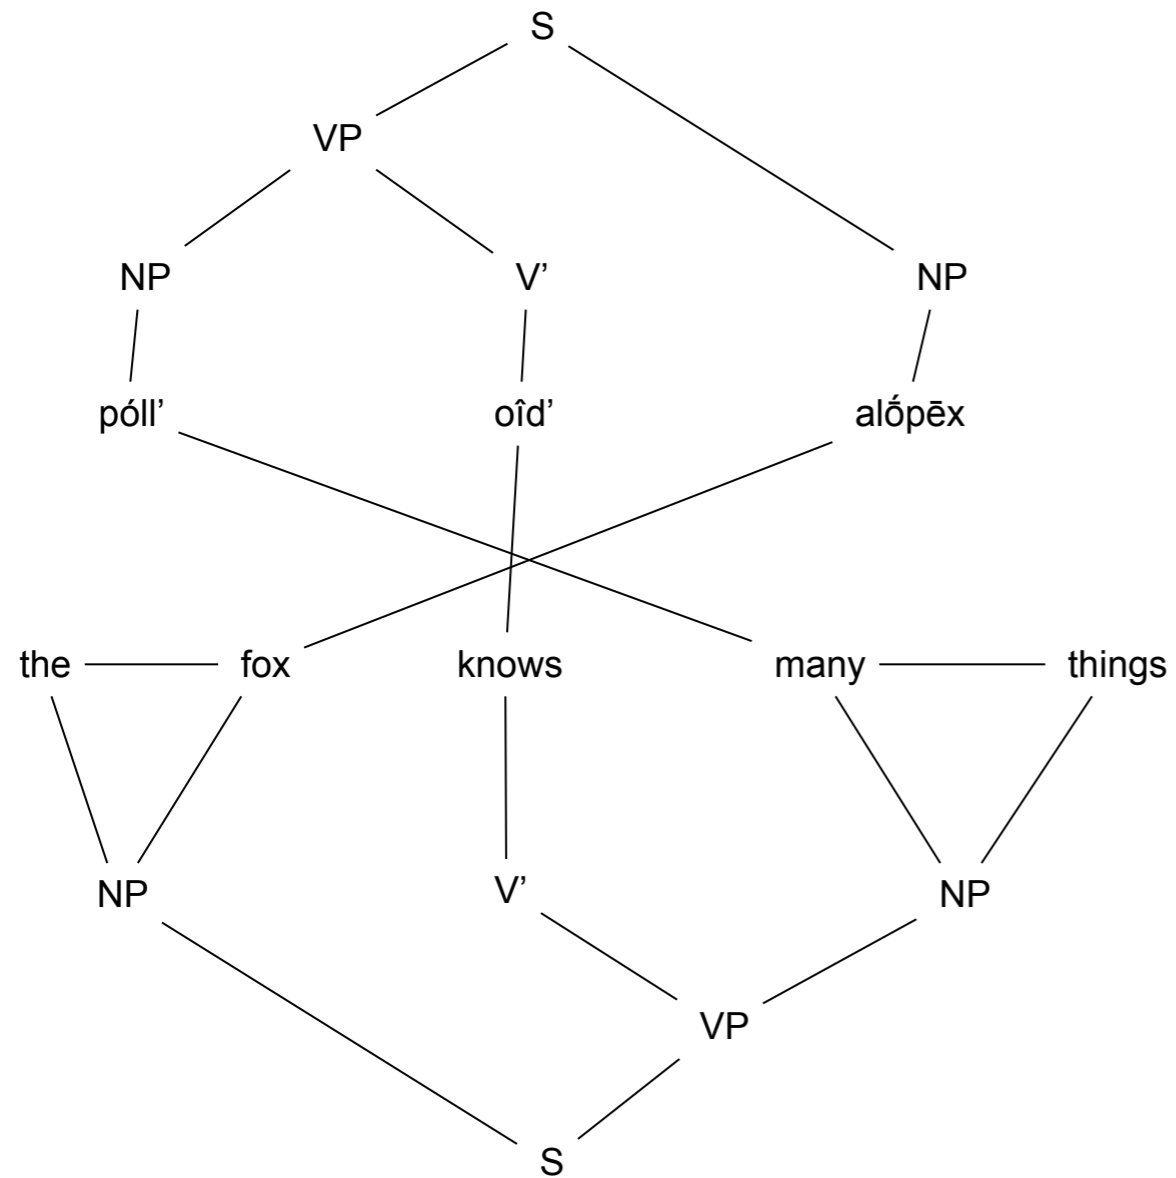 S
VP
NP V’ NP
póll’ oîd’ alṓpēx
the fox knows many things
NP V’ NP
VP
S